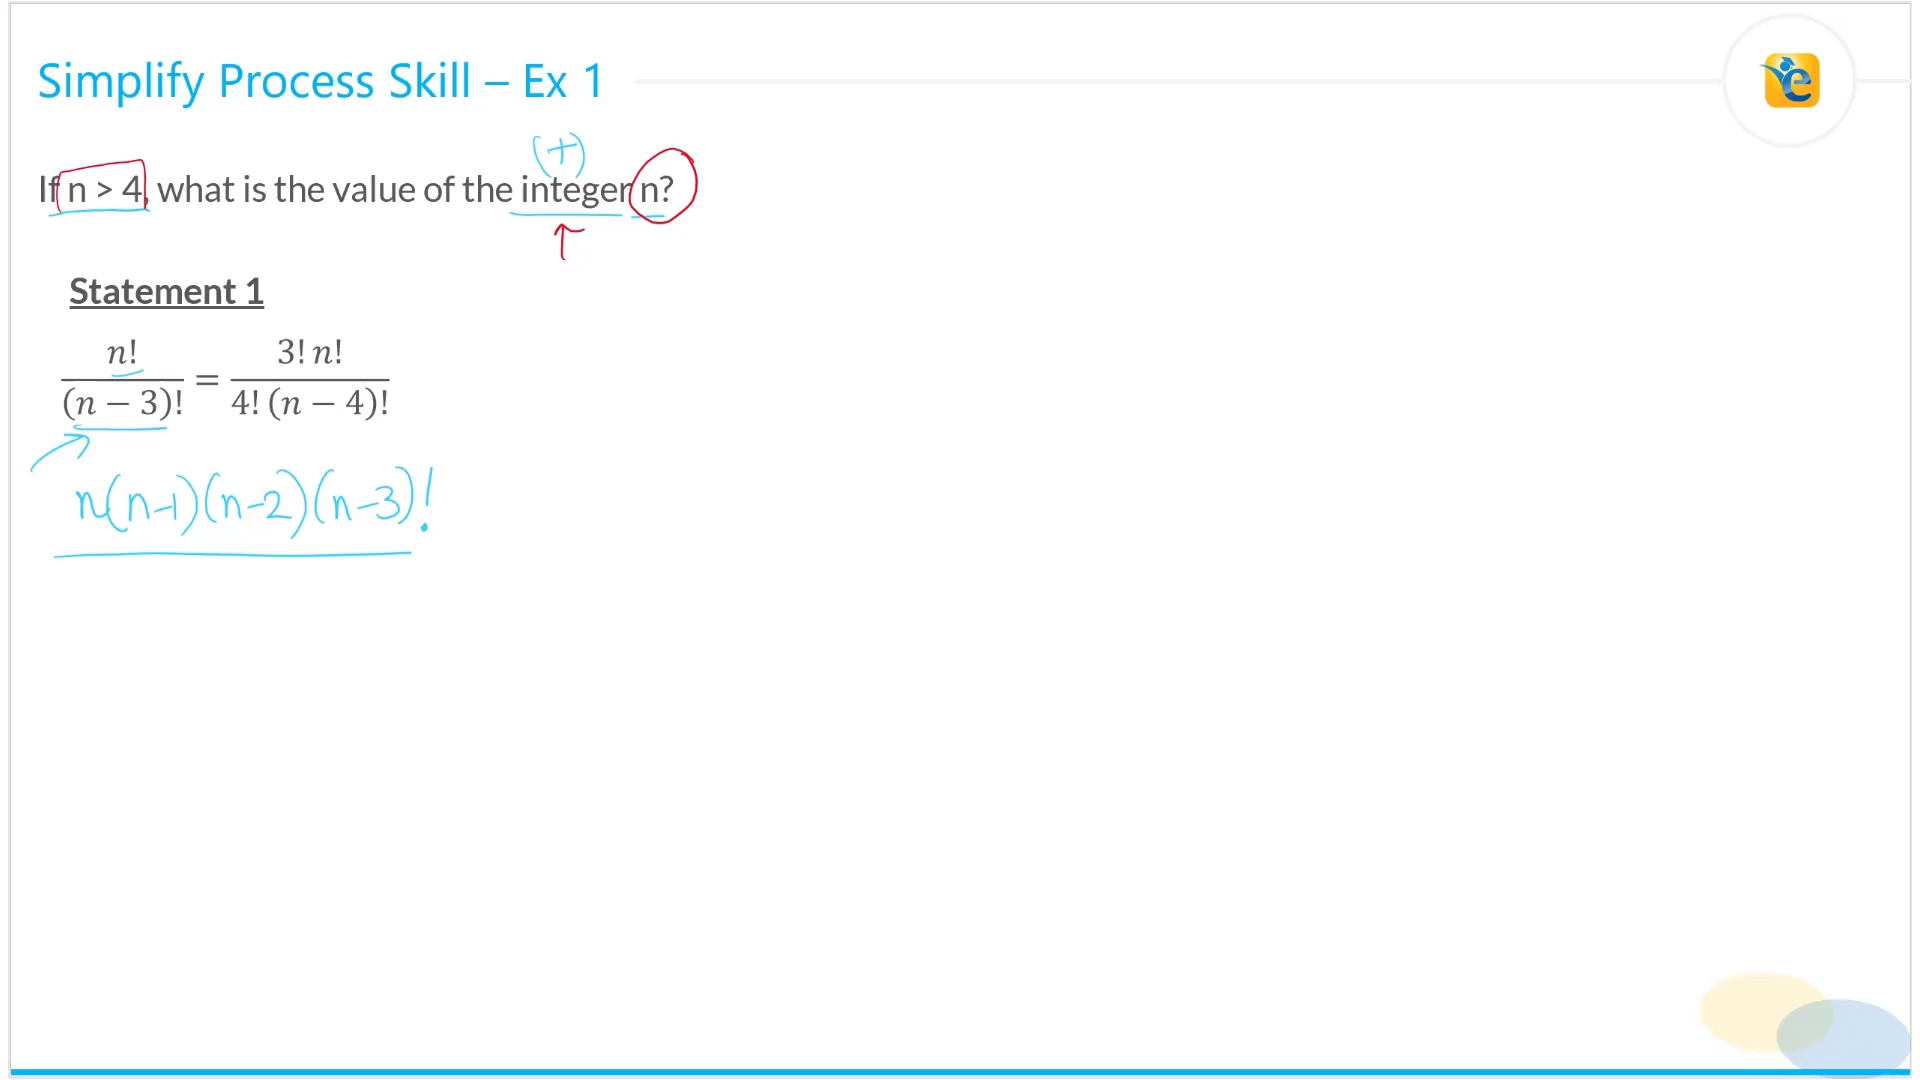 Simplify Process Skill – Ex 1
(+)
If n > 4, what is the value of the integer n?
Statement 1
n! / (n − 3)! = 3! n! / 4! (n − 4)!
n(n-1)(n-2)(n-3)!